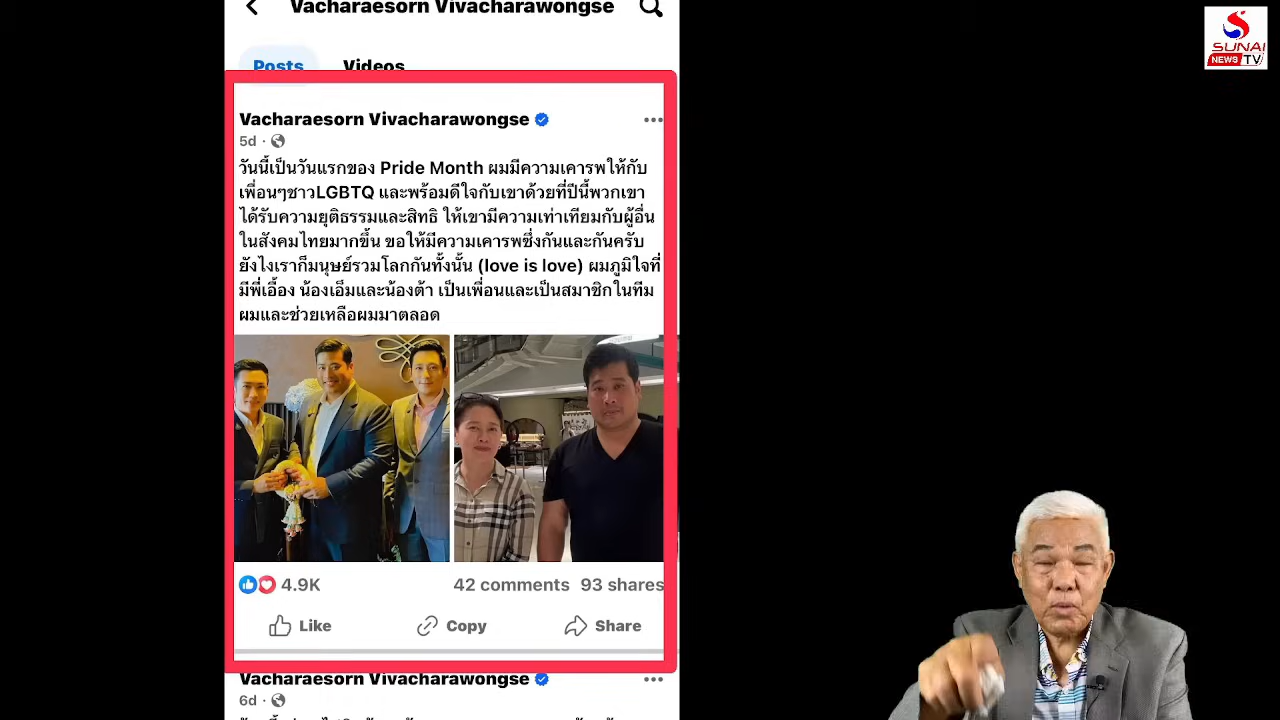 Vacharaesorn Vivacharawongse
SUNAI
NEWS TV
Posts Videos
Vacharaesorn Vivacharawongse
5d
วันนี้เป็นวันแรกของ Pride Month ผมมีความเคารพให้กับ
เพื่อนๆชาวLGBTQ และพร้อมดีใจกับเขาด้วยที่ปีนี้พวกเขา
ได้รับความยุติธรรมและสิทธิ ให้เขามีความเท่าเทียมกับผู้อื่น
ในสังคมไทยมากขึ้น ขอให้มีความเคารพซึ่งกันและกันครับ
ยังไงเราก็มนุษย์รวมโลกกันทั้งนั้น (love is love) ผมภูมิใจที่
มีพี่เอื้อง น้องเอ็มและน้องต้า เป็นเพื่อนและเป็นสมาชิกในทีม
ผมและช่วยเหลือผมมาตลอด
4.9K 42 comments 93 shares
Like Copy Share
Vacharaesorn Vivacharawongse
6d